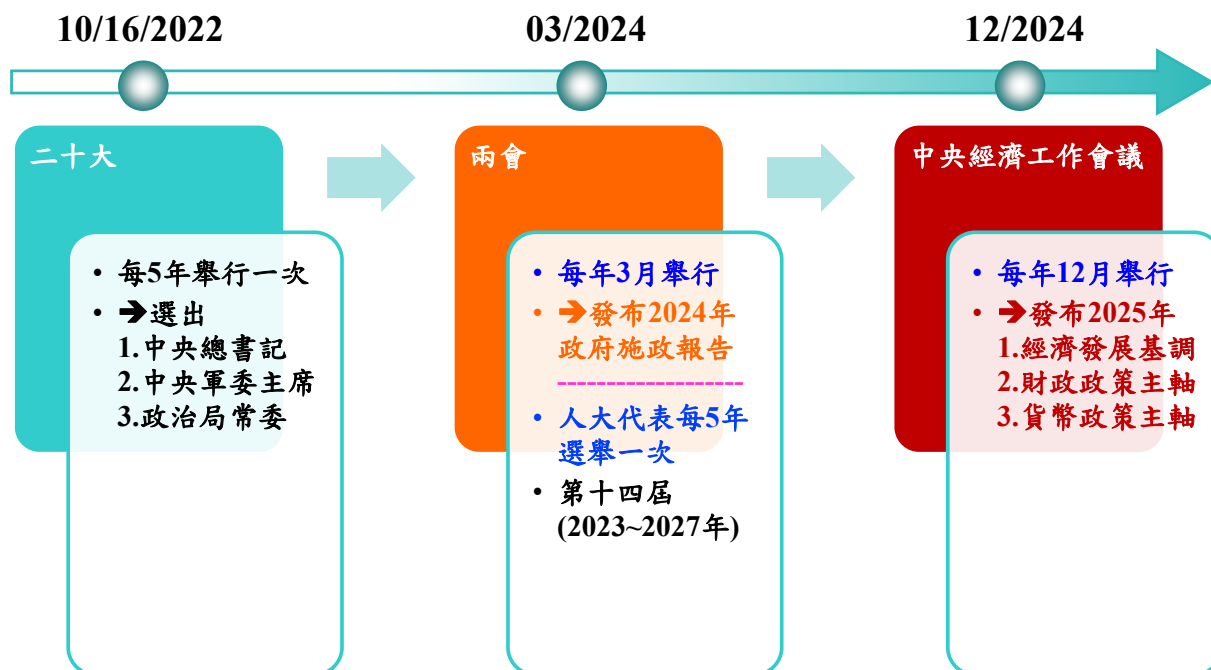 10/16/2022
03/2024
12/2024
二十大
• 每5年舉行一次
• ➔選出
1.中央總書記
2.中央軍委主席
3.政治局常委
兩會
• 每年3月舉行
• ➔發布2024年
政府施政報告
--------------------
• 人大代表每5年
選舉一次
• 第十四屆
(2023~2027年)
中央經濟工作會議
• 每年12月舉行
• ➔發布2025年
1.經濟發展基調
2.財政政策主軸
3.貨幣政策主軸